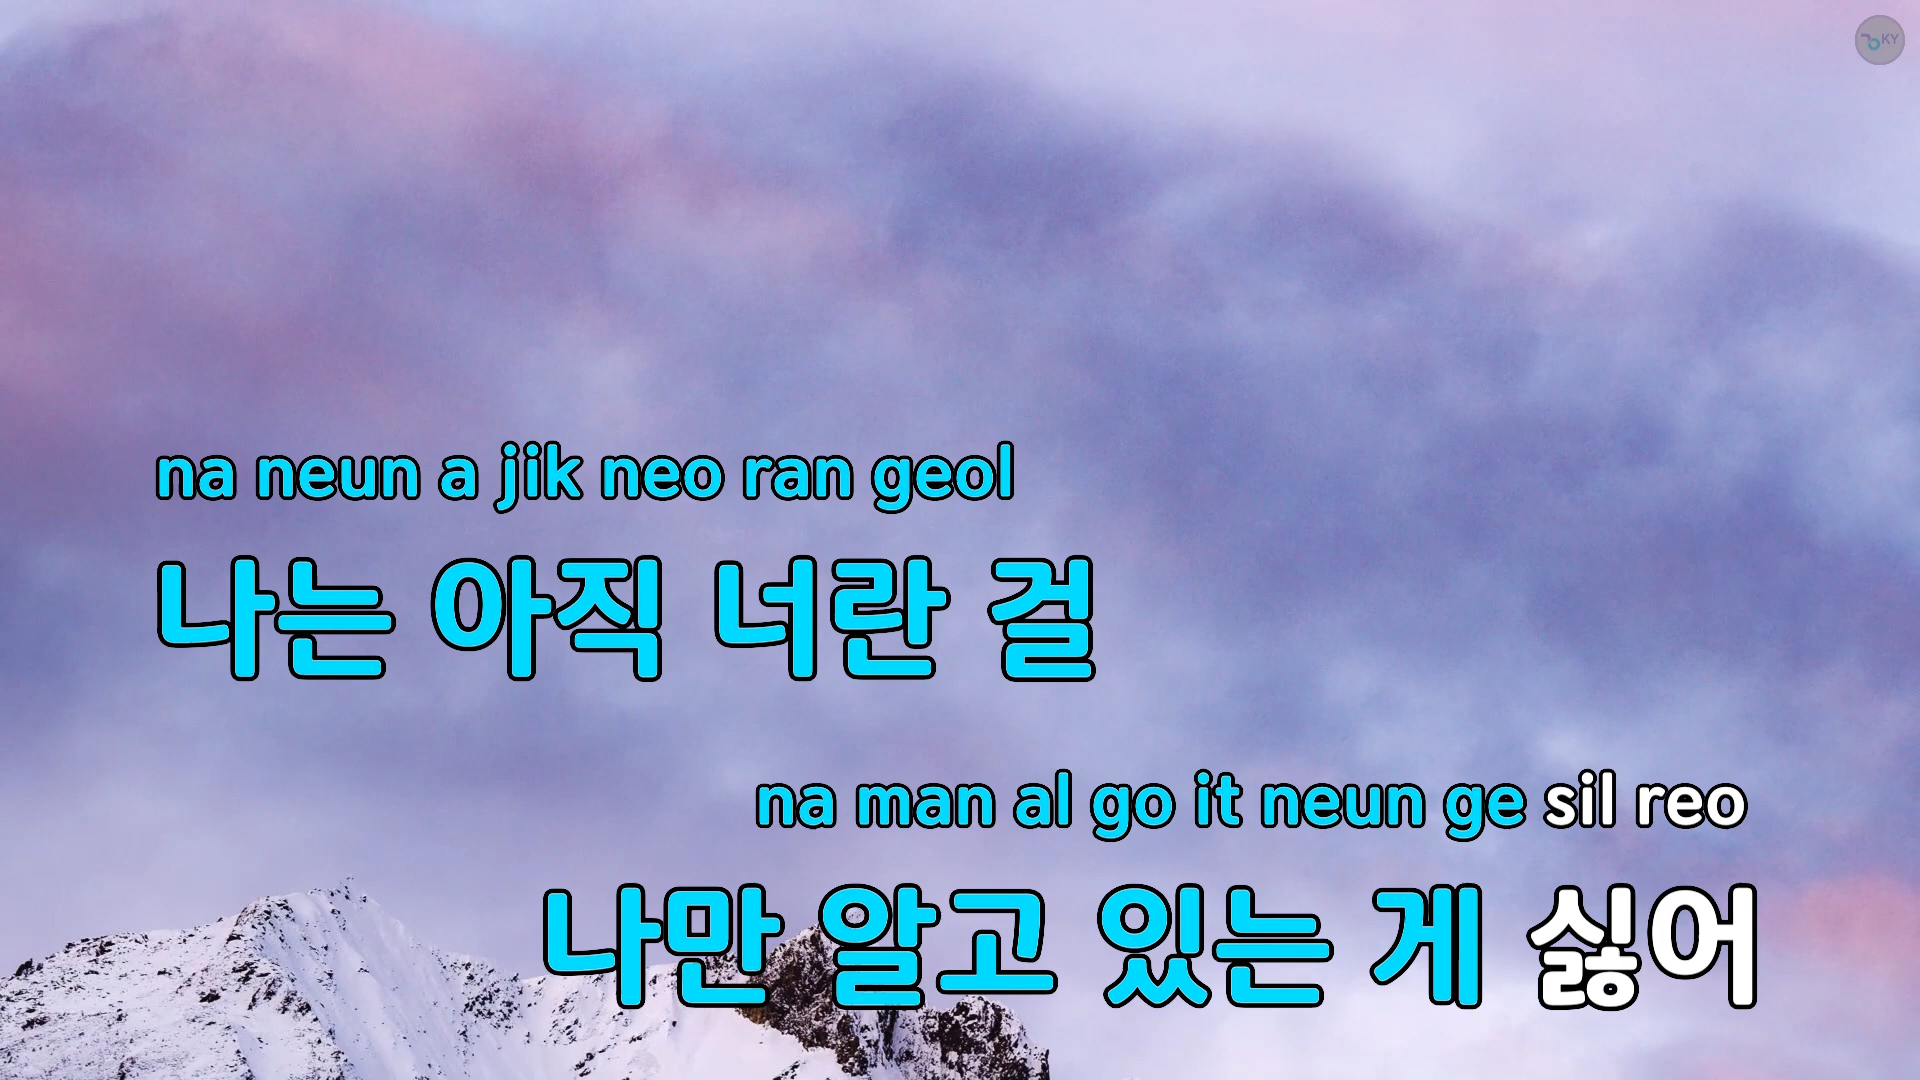 KY
na neun a jik neo ran geol
나는 아직 너란 걸
na man al go it neun ge sil reo
나만 알고 있는 게 싫어